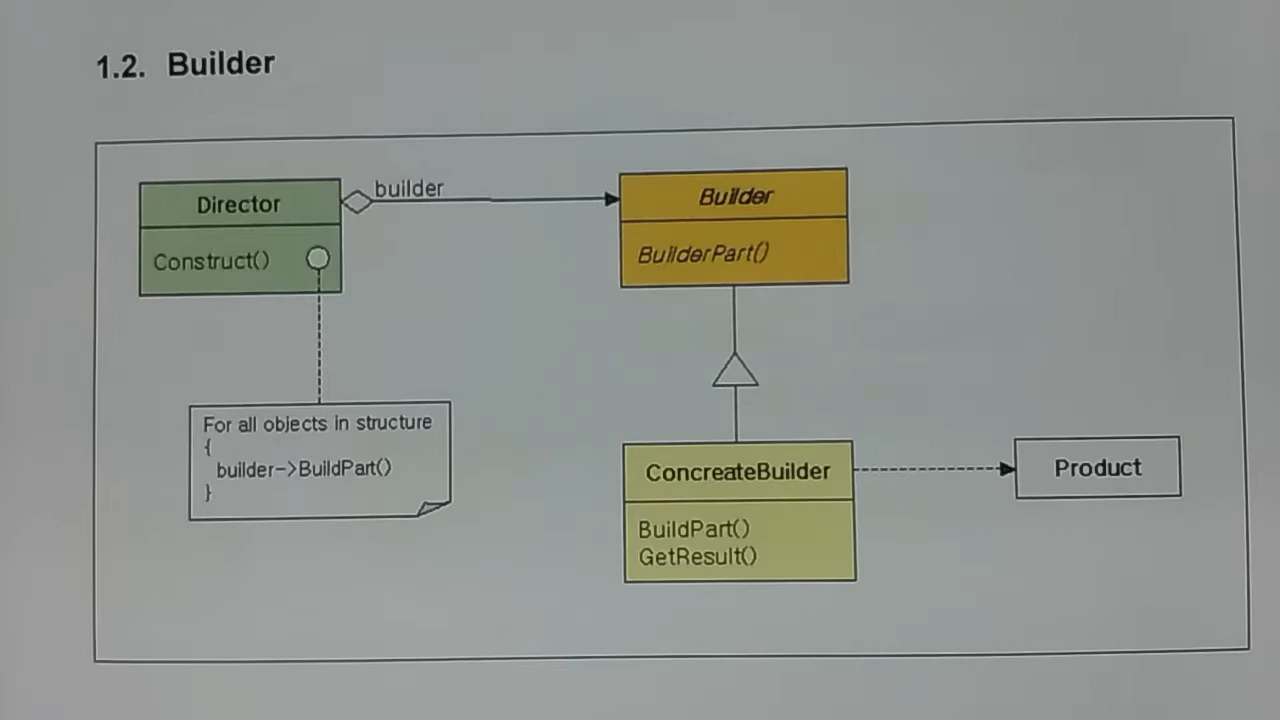 1.2. Builder
Director
builder
Builder
Construct()
BuilderPart()
For all objects in structure
{
builder->BuildPart()
}
ConcreateBuilder
Product
BuildPart()
GetResult()